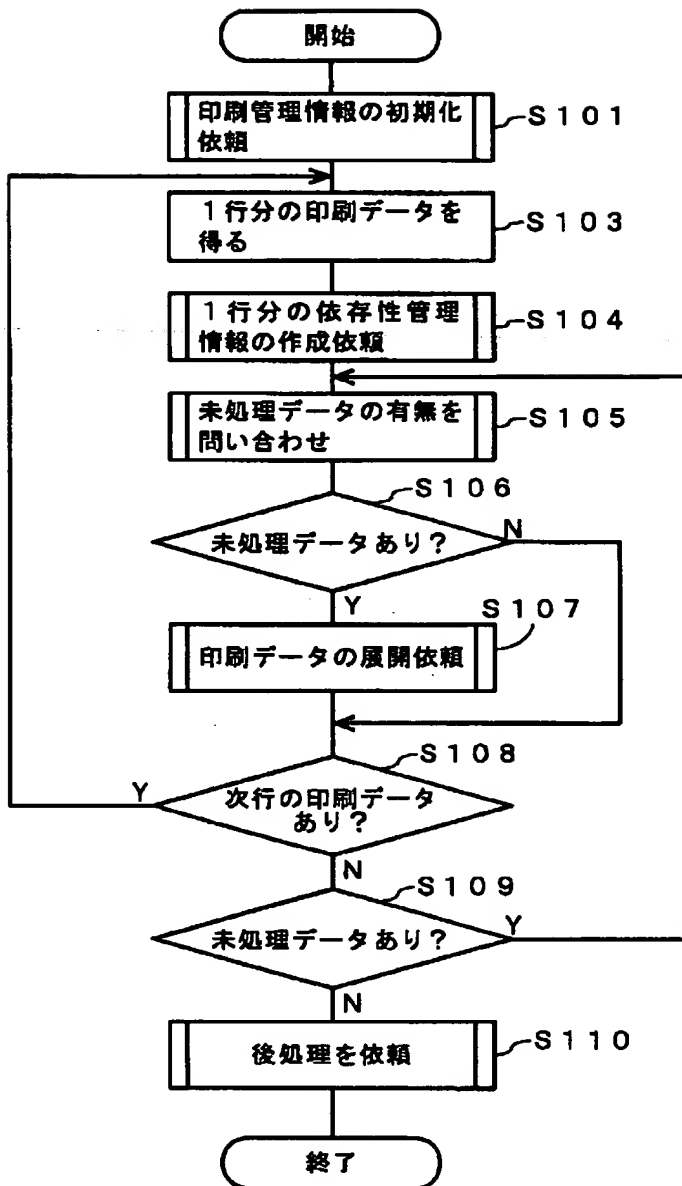 開始
印刷管理情報の初期化
依頼
S101
1行分の印刷データを
得る
S103
1行分の依存性管理
情報の作成依頼
S104
未処理データの有無を
問い合わせ
S105
S106
未処理データあり?
N
Y
S107
印刷データの展開依頼
S108
Y
次行の印刷データ
あり?
N
S109
未処理データあり?
Y
N
後処理を依頼
S110
終了